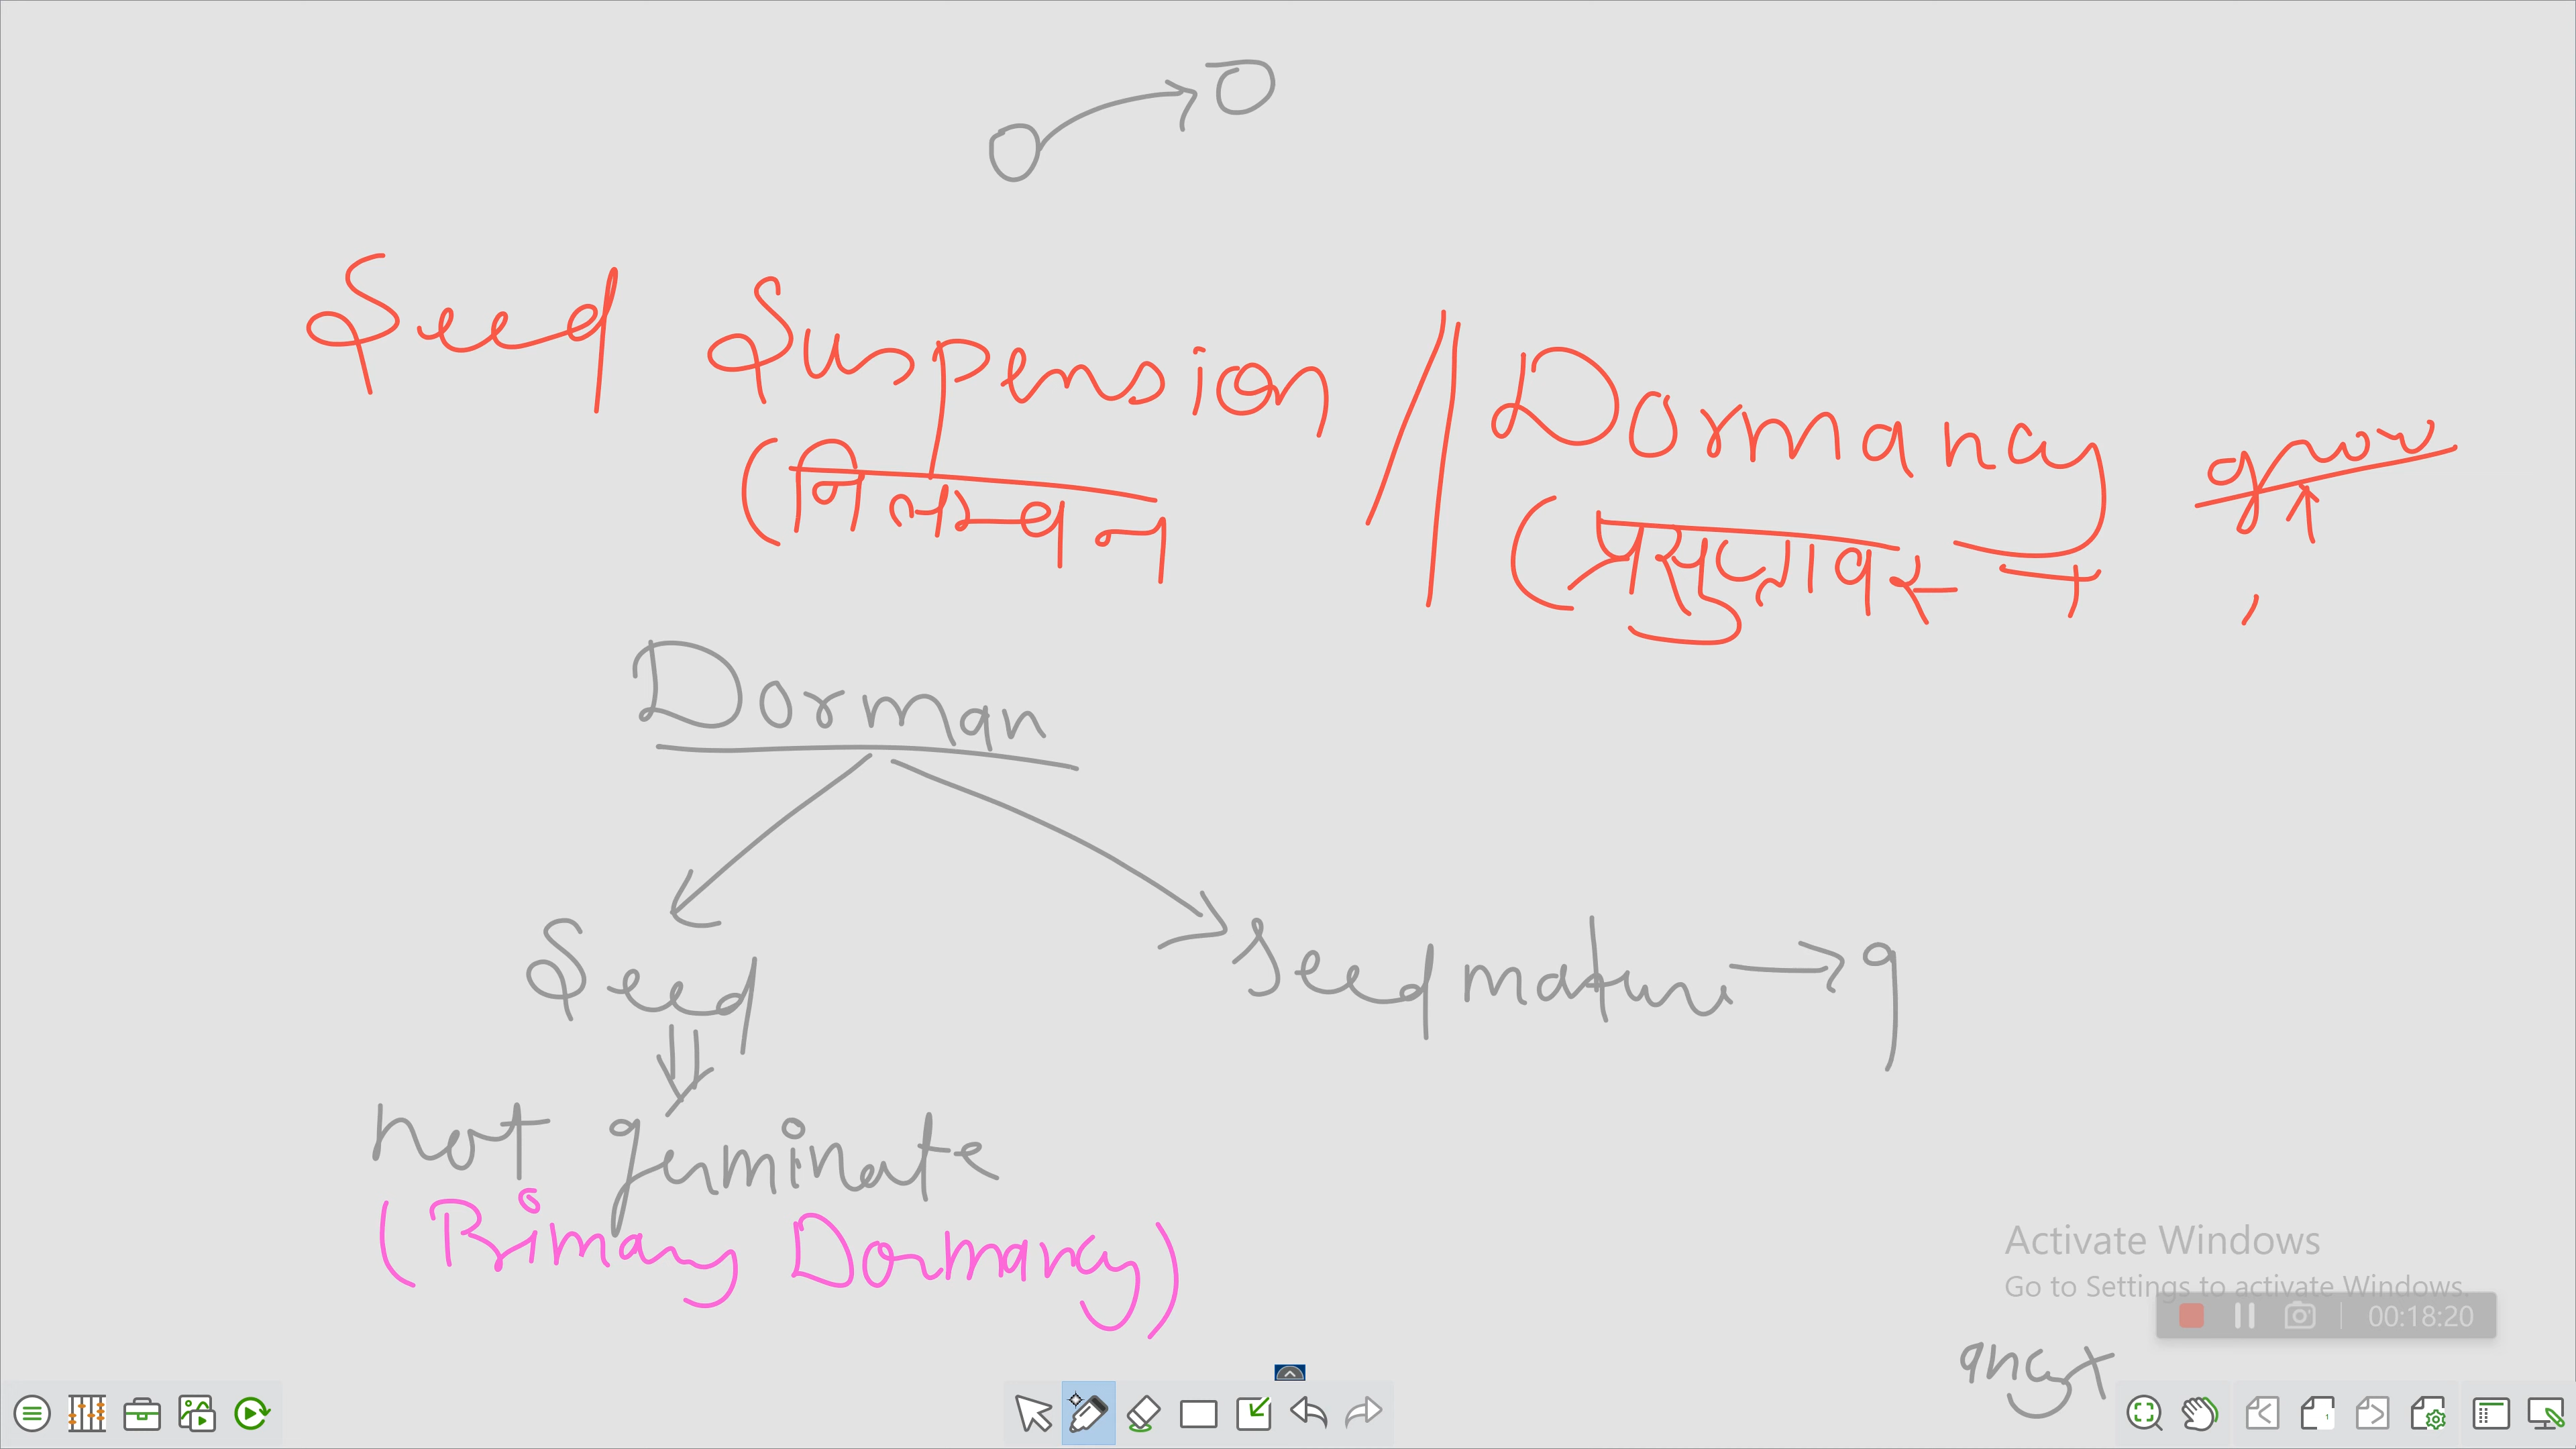 Seed Suspension // Dormancy grow
(निलम्बन (प्रसुप्तावस्था ,
Dorman
Seed Seed mature → g
not germinate
(Primary Dormancy)
Activate Windows
Go to Settings to activate Windows.
00:18:20